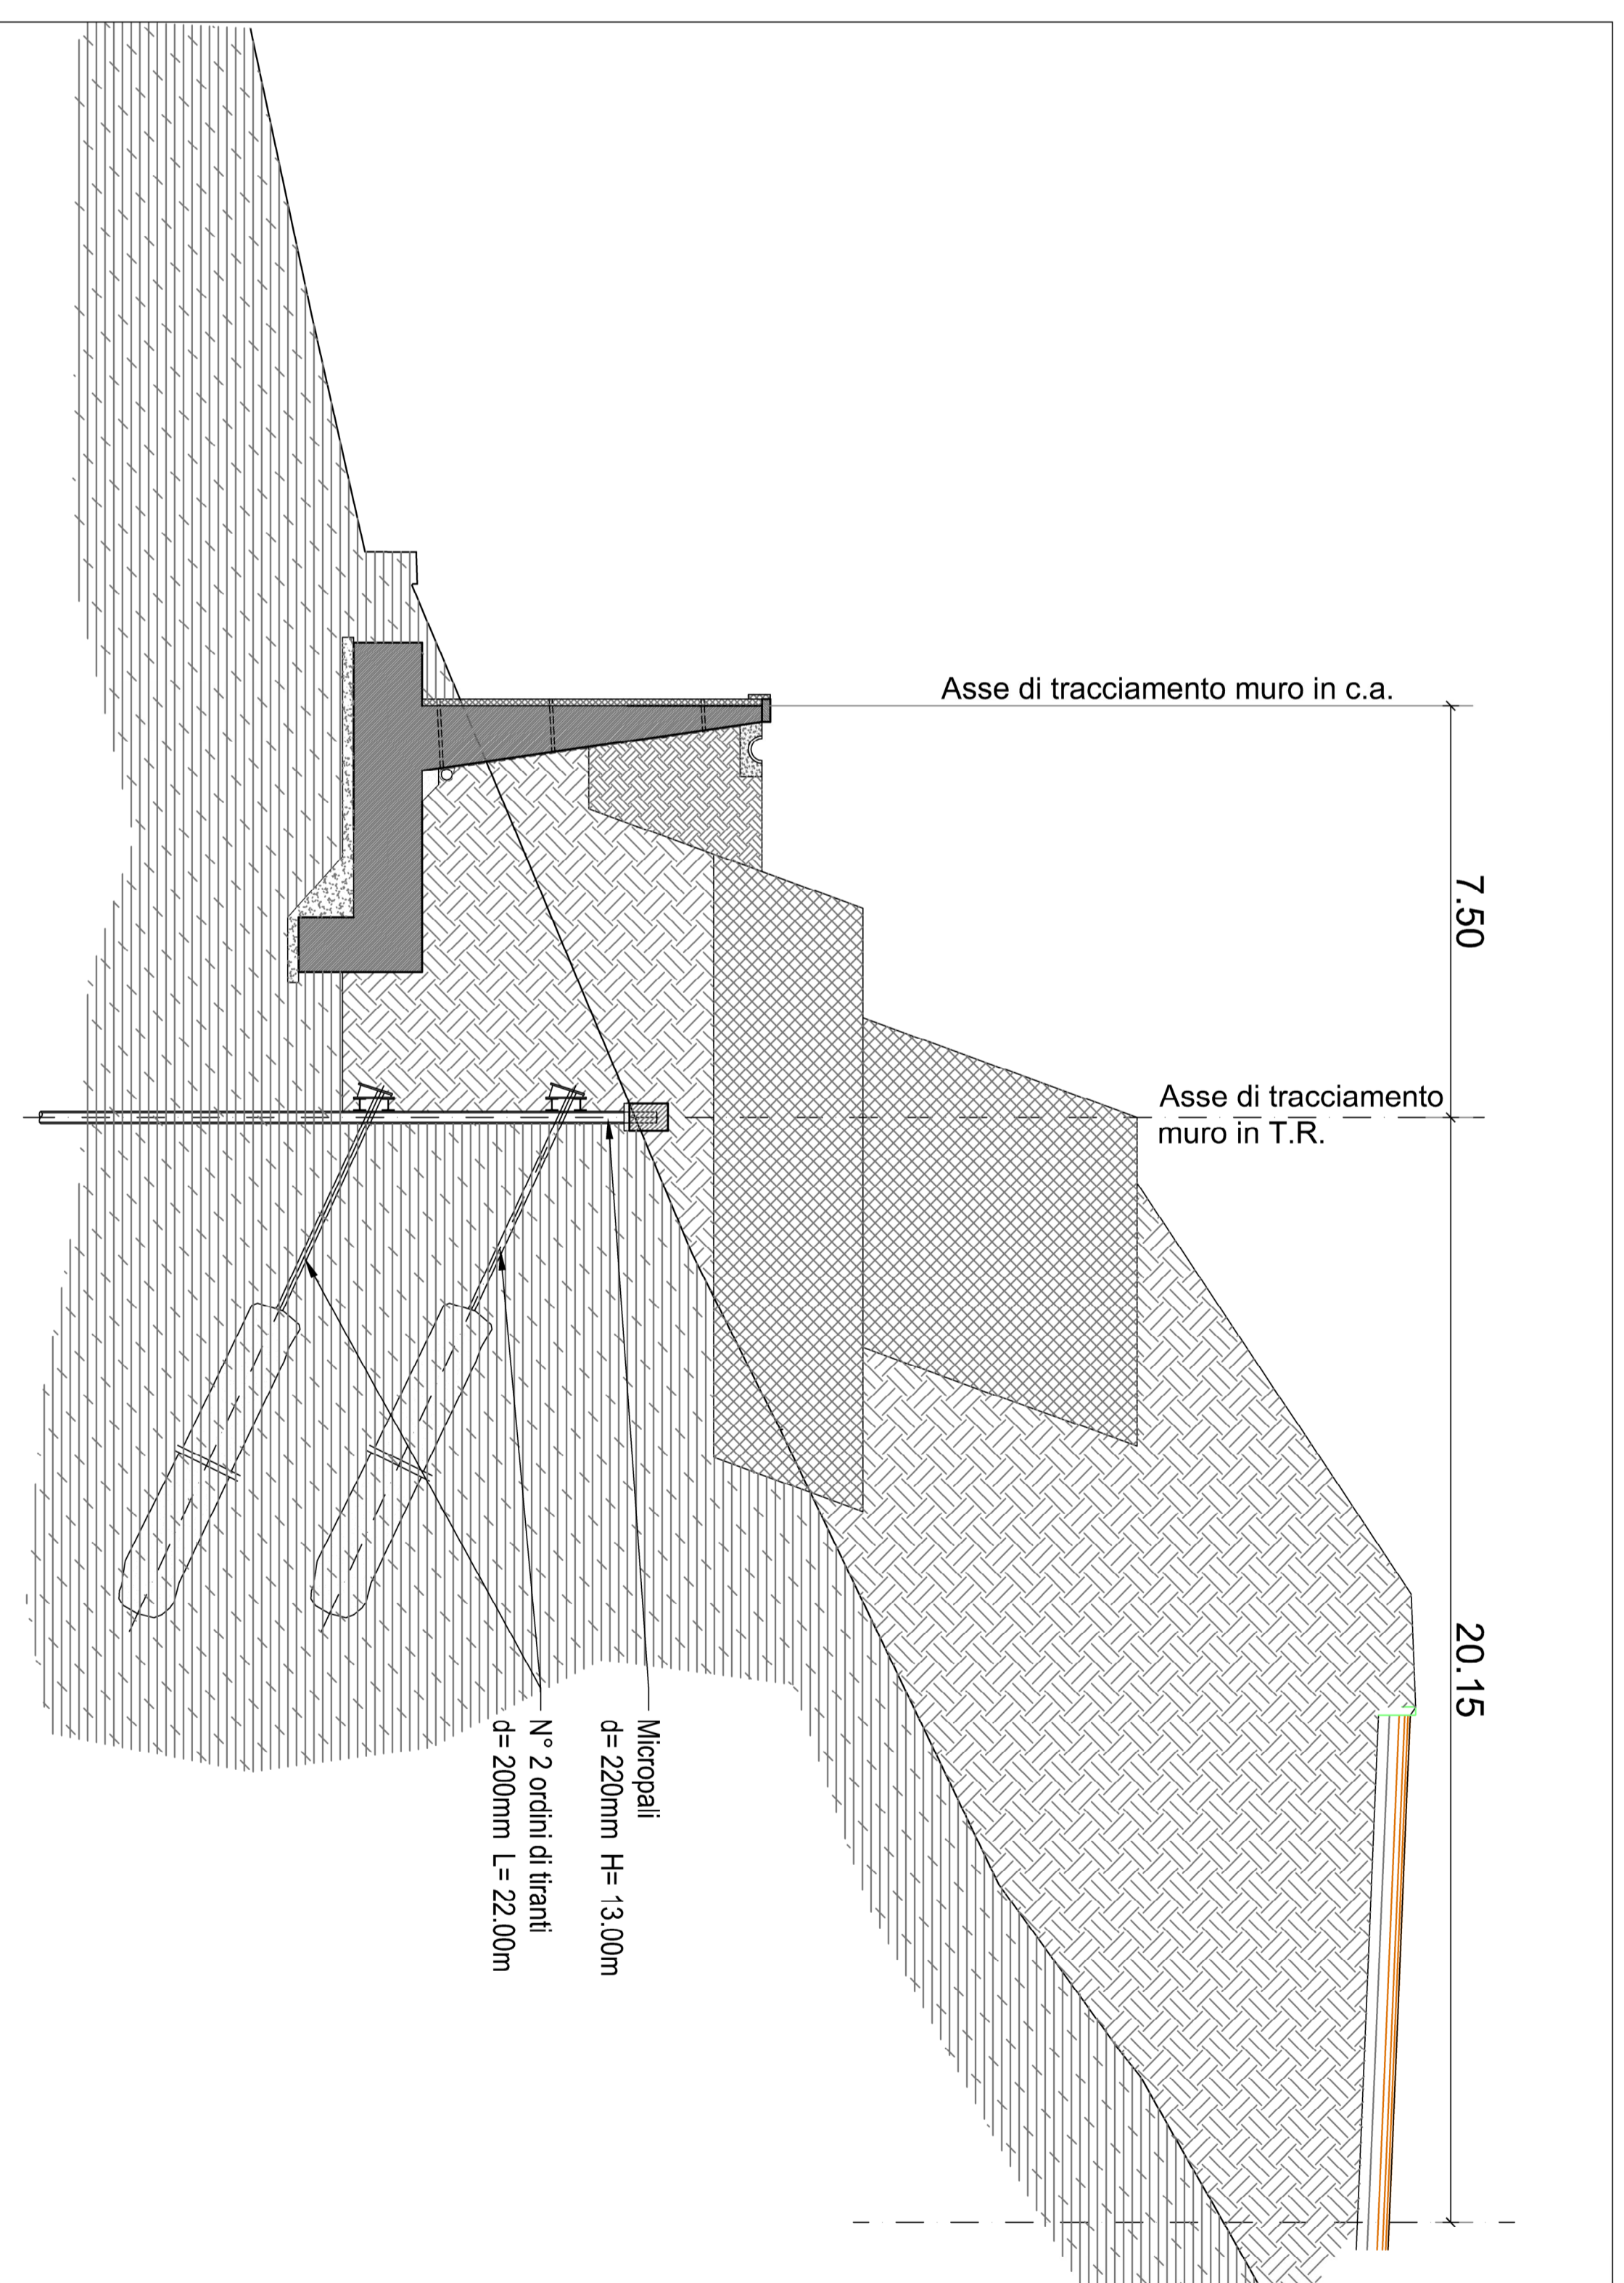 Asse di tracciamento muro in c.a.
7.50
Asse di tracciamento
muro in T.R.
20.15
Micropali
d= 220mm H= 13.00m
N° 2 ordini di tiranti
d= 200mm L= 22.00m